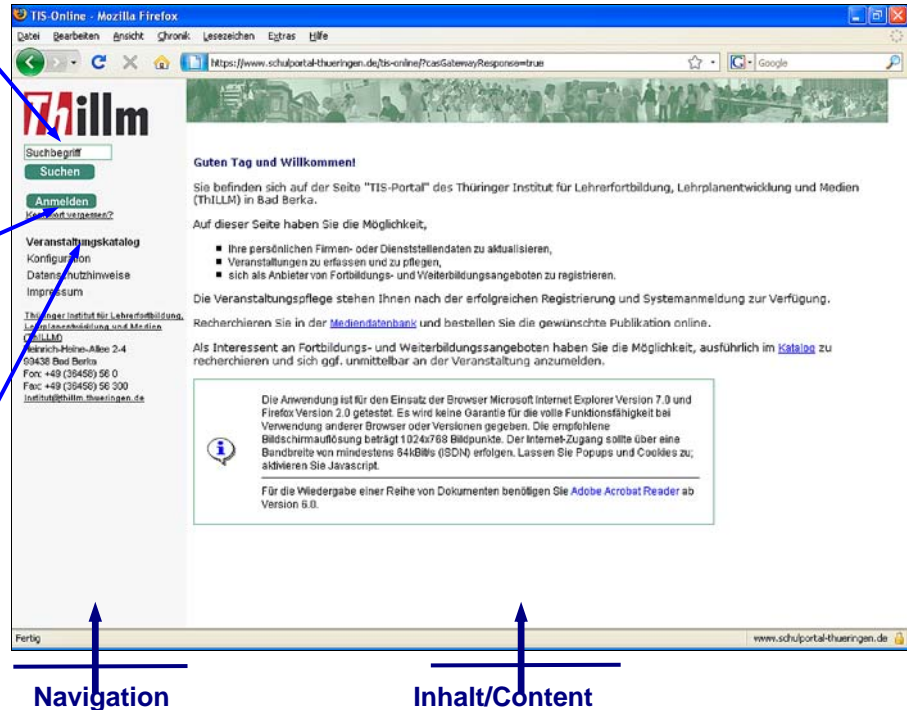 TIS-Online - Mozilla Firefox
Datei Bearbeiten Ansicht Chronik Lesezeichen Extras Hilfe
https://www.schulportal-thueringen.de/tis-online/?casGatewayResponse=true
Google
Thillm
Suchbegriff
Suchen
Anmelden
Kennwort vergessen?
Veranstaltungskatalog
Konfiguration
Datenschutzhinweise
Impressum
Thüringer Institut für Lehrerfortbildung,
Lehrplanentwicklung und Medien
(ThILLM)
Heinrich-Heine-Allee 2-4
99438 Bad Berka
Fon: +49 (36458) 56 0
Fax: +49 (36458) 56 300
Institut@thillm.thueringen.de
Guten Tag und Willkommen!
Sie befinden sich auf der Seite "TIS-Portal" des Thüringer Institut für Lehrerfortbildung, Lehrplanentwicklung und Medien
(ThILLM) in Bad Berka.
Auf dieser Seite haben Sie die Möglichkeit,
Ihre persönlichen Firmen- oder Dienststellendaten zu aktualisieren,
Veranstaltungen zu erfassen und zu pflegen,
sich als Anbieter von Fortbildungs- und Weiterbildungsangeboten zu registrieren.
Die Veranstaltungspflege stehen Ihnen nach der erfolgreichen Registrierung und Systemanmeldung zur Verfügung.
Recherchieren Sie in der Mediendatenbank und bestellen Sie die gewünschte Publikation online.
Als Interessent an Fortbildungs- und Weiterbildungssangeboten haben Sie die Möglichkeit, ausführlich im Katalog zu
recherchieren und sich ggf. unmittelbar an der Veranstaltung anzumelden.
Die Anwendung ist für den Einsatz der Browser Microsoft Internet Explorer Version 7.0 und
Firefox Version 2.0 getestet. Es wird keine Garantie für die volle Funktionsfähigkeit bei
Verwendung anderer Browser oder Versionen gegeben. Die empfohlene
Bildschirmauflösung beträgt 1024x768 Bildpunkte. Der Internet-Zugang sollte über eine
Bandbreite von mindestens 64kBit/s (ISDN) erfolgen. Lassen Sie Popups und Cookies zu;
aktivieren Sie Javascript.
Für die Wiedergabe einer Reihe von Dokumenten benötigen Sie Adobe Acrobat Reader ab
Version 6.0.
Fertig
www.schulportal-thueringen.de
Navigation
Inhalt/Content